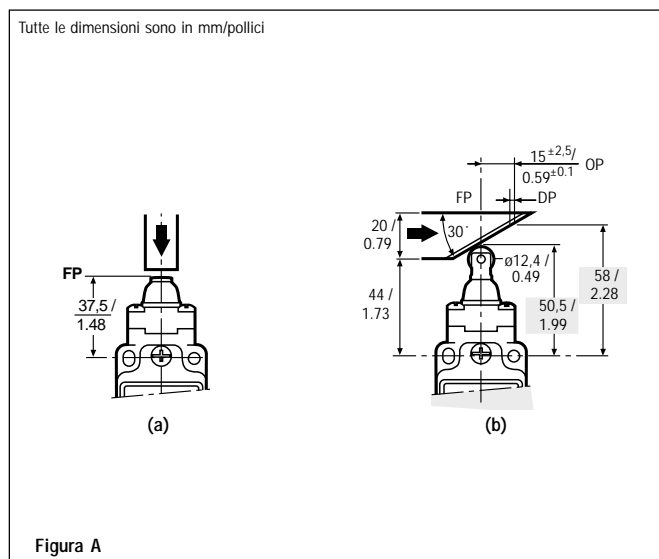 Tutte le dimensioni sono in mm/pollici
FP
37,5 /
1.48
(a)
15 ±2,5/
0.59 ±0.1
OP
FP
DP
20 /
0.79
30°
ø12,4 /
0.49
44 /
1.73
50,5 /
1.99
58 /
2.28
(b)
Figura A